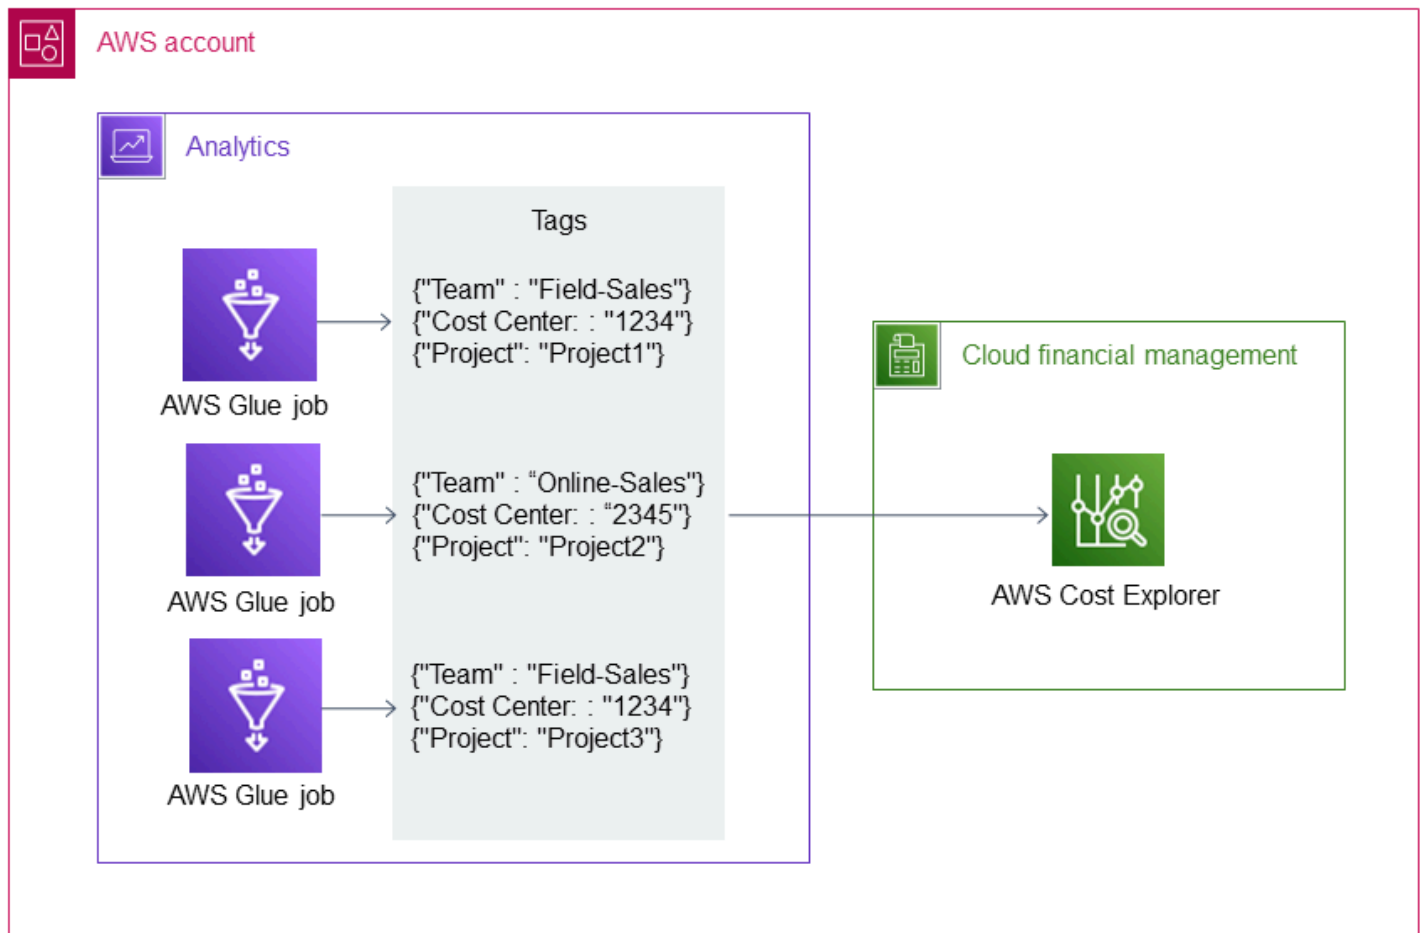 AWS account
Analytics
Tags
{"Team" : "Field-Sales"}
{"Cost Center: : "1234"}
{"Project": "Project1"}
AWS Glue job
{"Team" : “Online-Sales"}
{"Cost Center: : “2345"}
{"Project": "Project2"}
AWS Glue job
{"Team" : "Field-Sales"}
{"Cost Center: : "1234"}
{"Project": "Project3"}
AWS Glue job
Cloud financial management
AWS Cost Explorer